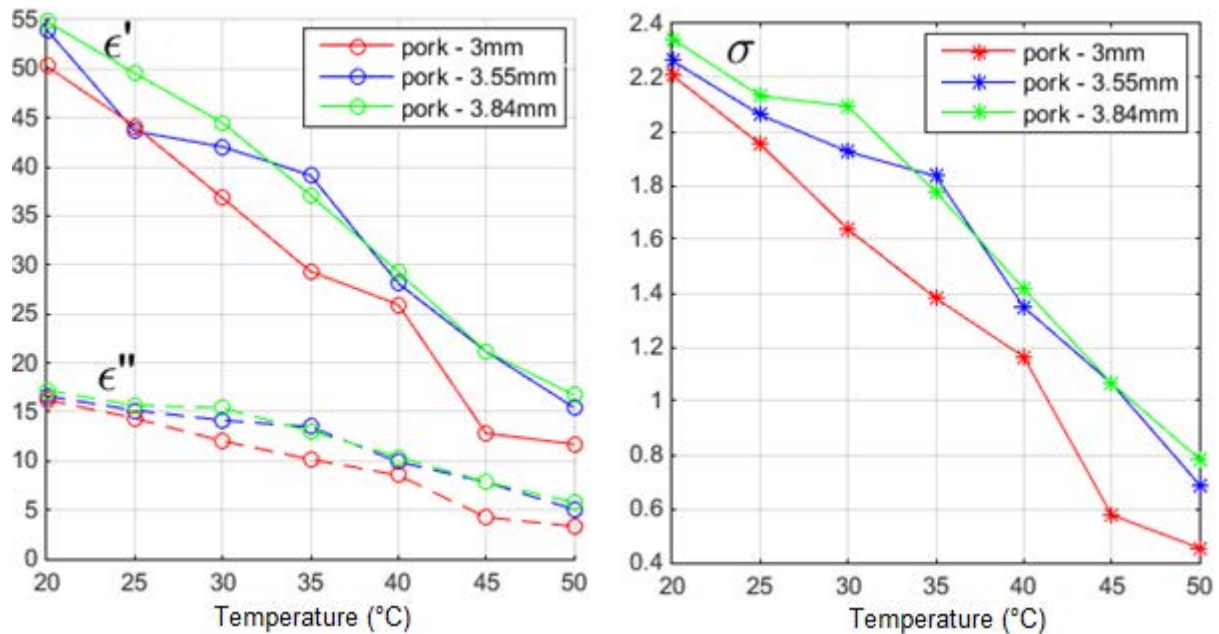 55
50
45
40
35
30
25
20
15
10
5
0
ϵ'
ϵ"
pork - 3mm
pork - 3.55mm
pork - 3.84mm
20 25 30 35 40 45 50
Temperature (°C)
2.4
2.2
2
1.8
1.6
1.4
1.2
1
0.8
0.6
0.4
σ
pork - 3mm
pork - 3.55mm
pork - 3.84mm
20 25 30 35 40 45 50
Temperature (°C)